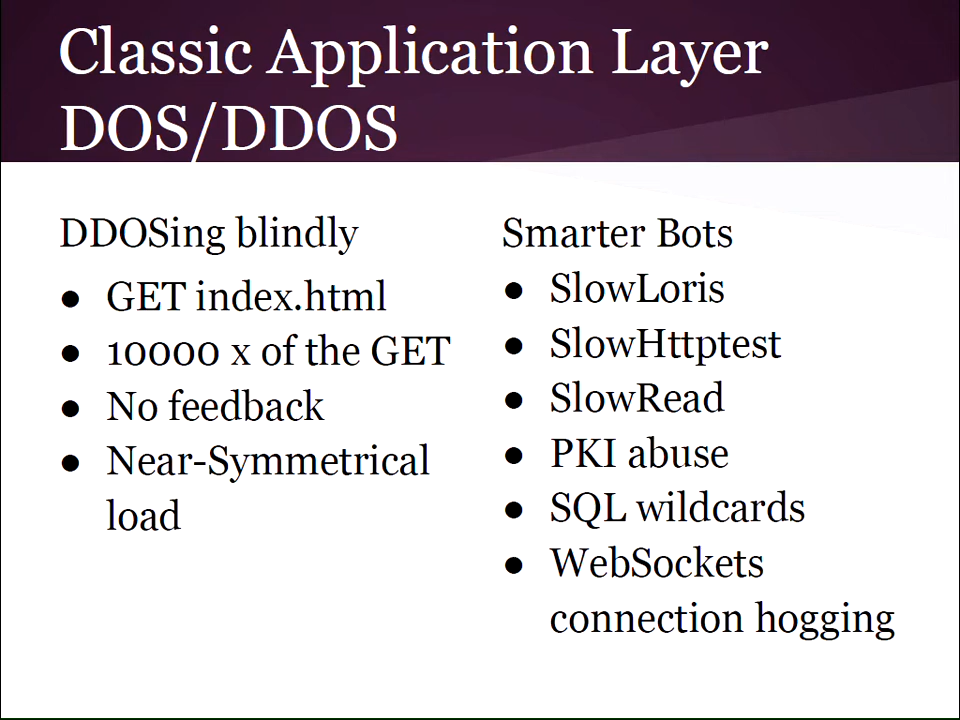 Classic Application Layer
DOS/DDOS
DDOSing blindly
● GET index.html
● 10000 x of the GET
● No feedback
● Near-Symmetrical
load
Smarter Bots
● SlowLoris
● SlowHttptest
● SlowRead
● PKI abuse
● SQL wildcards
● WebSockets
connection hogging